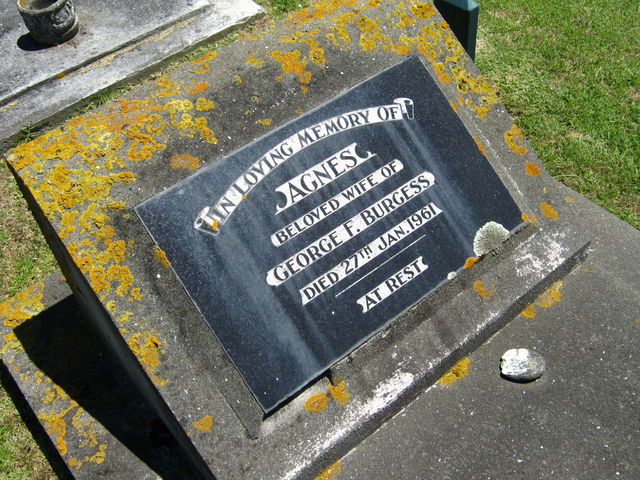 IN LOVING MEMORY OF
AGNES
BELOVED WIFE OF
GEORGE F. BURGESS
DIED 27TH JAN. 1961
AT REST